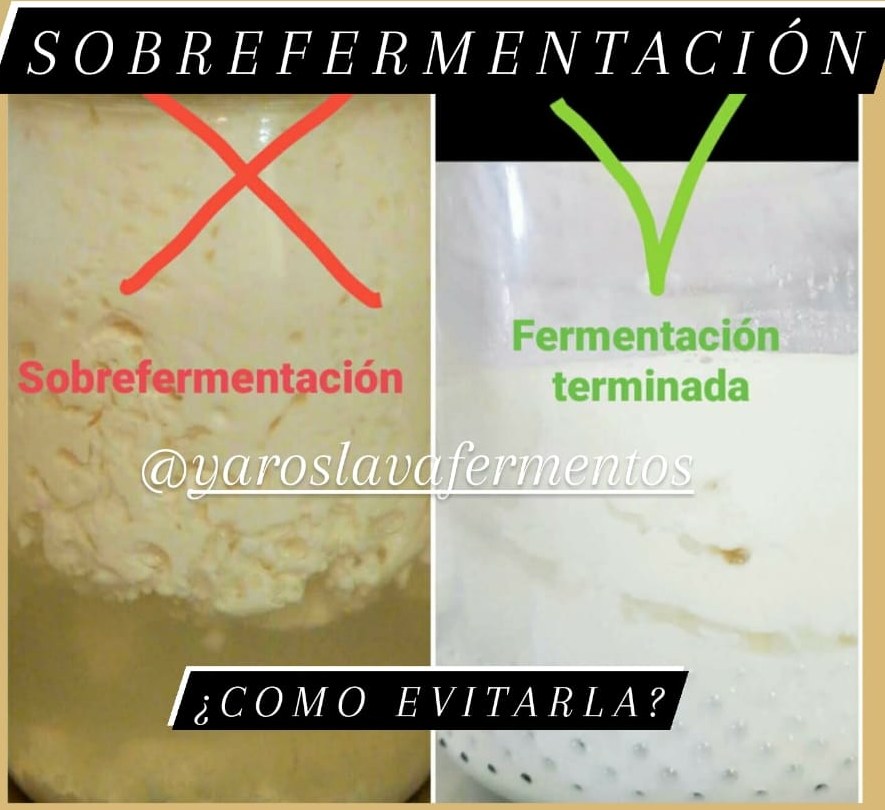 SOBREFERMENTACIÓN
Sobrefermentación
Fermentación
terminada
@yaroslavafermentos
¿COMO EVITARLA?